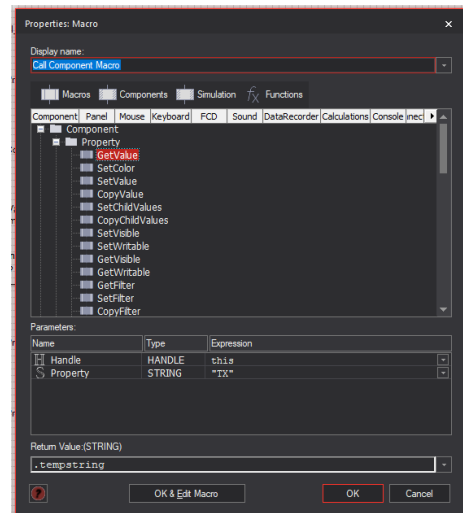 Properties: Macro
Display name:
Call Component Macro
Macros Components Simulation fx Functions
Component Panel Mouse Keyboard FCD Sound DataRecorder Calculations Console nnect
Component
Property
GetValue
SetColor
SetValue
CopyValue
SetChildValues
CopyChildValues
SetVisible
SetWritable
GetVisible
GetWritable
GetFilter
SetFilter
CopyFilter
Parameters:
Name Type Expression
H Handle HANDLE this
S Property STRING "TX"
Return Value:(STRING)
.tempstring
? OK & Edit Macro OK Cancel